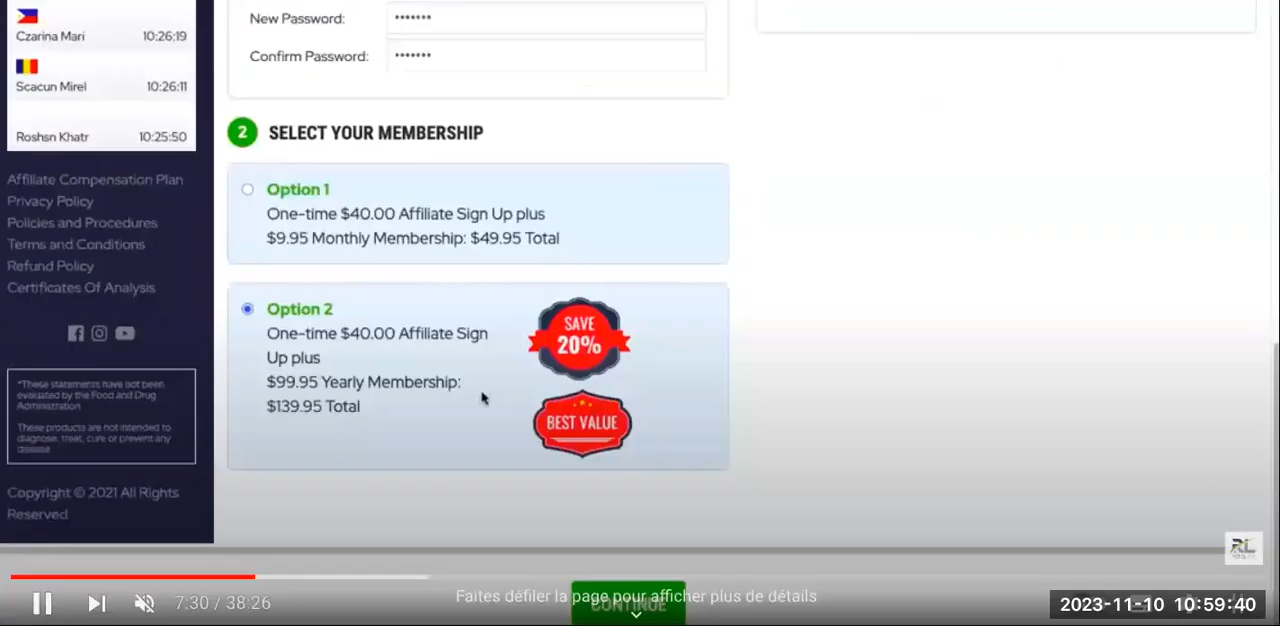 Czarina Mari 10:26:19
Scacun Mirel 10:26:11
Roshsn Khatr 10:25:50
Affiliate Compensation Plan
Privacy Policy
Policies and Procedures
Terms and Conditions
Refund Policy
Certificates Of Analysis
*These statements have not been
evaluated by the Food and Drug
Administration
These products are not intended to
diagnose, treat, cure or prevent any
disease
Copyright © 2021 All Rights
Reserved
New Password: •••••••
Confirm Password: •••••••
2 SELECT YOUR MEMBERSHIP
Option 1
One-time $40.00 Affiliate Sign Up plus
$9.95 Monthly Membership: $49.95 Total
Option 2
One-time $40.00 Affiliate Sign
Up plus
$99.95 Yearly Membership:
$139.95 Total
SAVE
20%
BEST VALUE
RL
CONTINUE
Faites défiler la page pour afficher plus de détails
7:30 / 38:26
2023-11-10 10:59:40